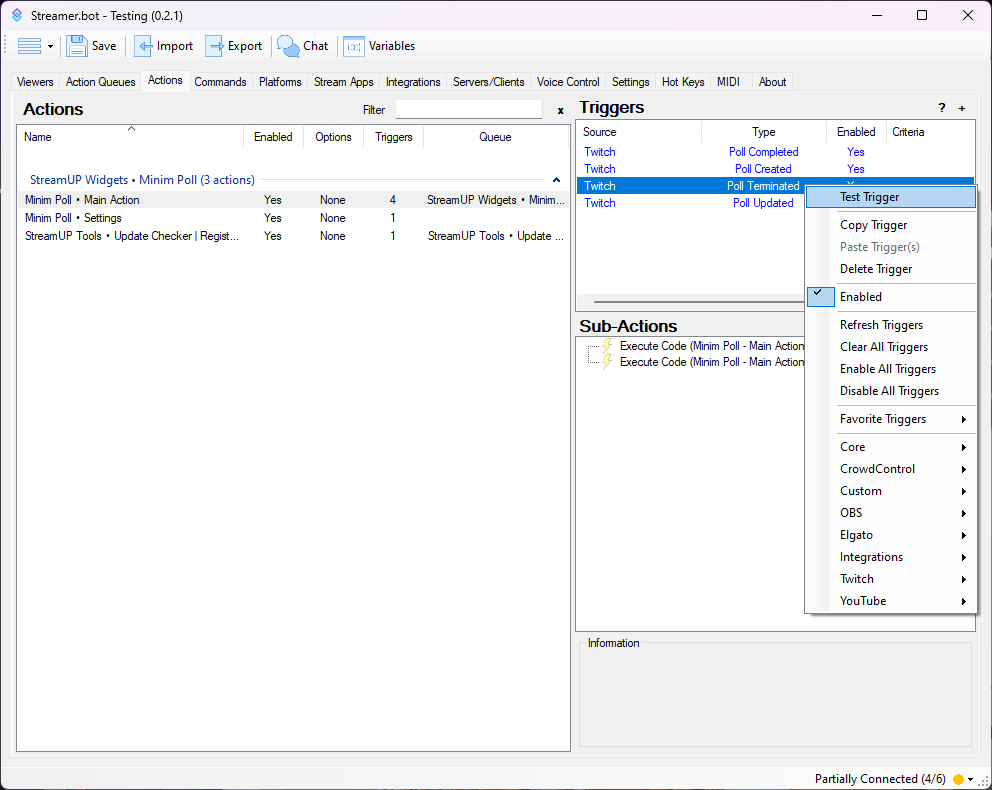 Streamer.bot - Testing (0.2.1)
Save Import Export Chat Variables
Viewers Action Queues Actions Commands Platforms Stream Apps Integrations Servers/Clients Voice Control Settings Hot Keys MIDI About
Actions Filter x
Name Enabled Options Triggers Queue
StreamUP Widgets • Minim Poll (3 actions)
Minim Poll • Main Action Yes None 4 StreamUP Widgets • Minim...
Minim Poll • Settings Yes None 1
StreamUP Tools • Update Checker | Regist... Yes None 1 StreamUP Tools • Update ...
Triggers ? +
Source Type Enabled Criteria
Twitch Poll Completed Yes
Twitch Poll Created Yes
Twitch Poll Terminated
Twitch Poll Updated
Test Trigger
Copy Trigger
Paste Trigger(s)
Delete Trigger
Enabled
Refresh Triggers
Clear All Triggers
Enable All Triggers
Disable All Triggers
Favorite Triggers
Core
CrowdControl
Custom
OBS
Elgato
Integrations
Twitch
YouTube
Sub-Actions
Execute Code (Minim Poll - Main Action
Execute Code (Minim Poll - Main Action
Information
Partially Connected (4/6)